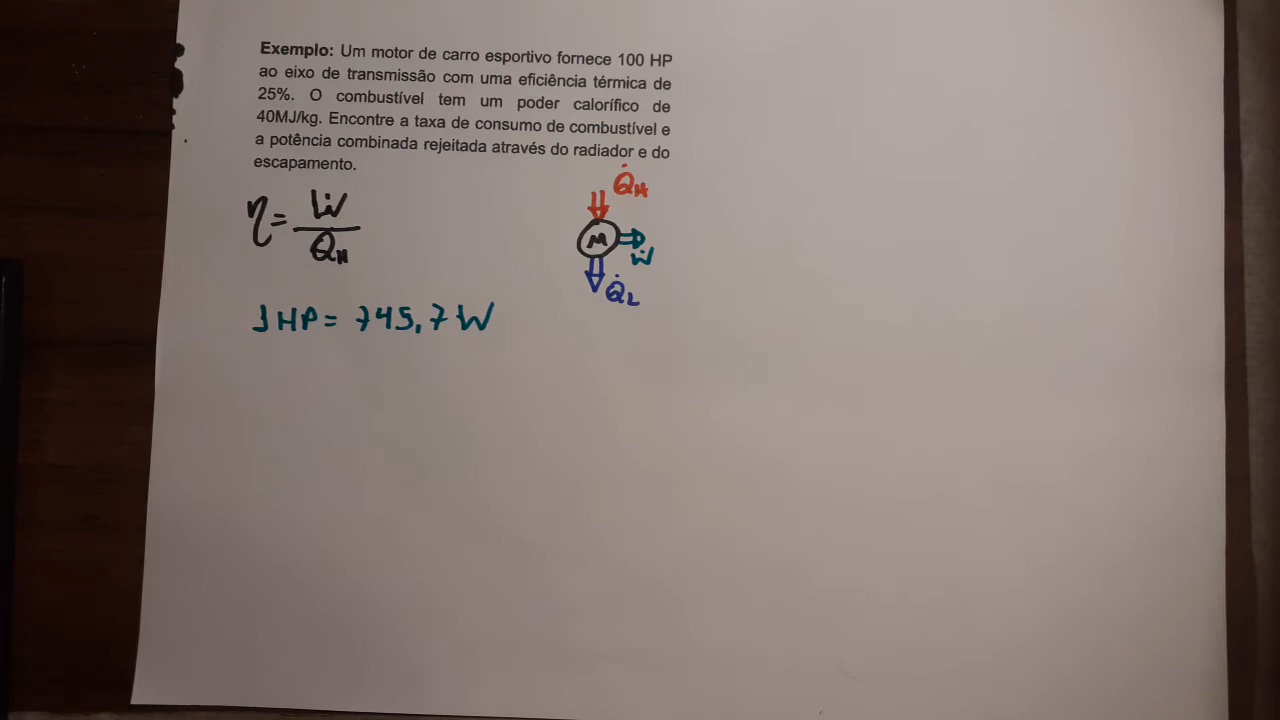 Exemplo: Um motor de carro esportivo fornece 100 HP
ao eixo de transmissão com uma eficiência térmica de
25%. O combustível tem um poder calorífico de
40MJ/kg. Encontre a taxa de consumo de combustível e
a potência combinada rejeitada através do radiador e do
escapamento.
Q̇H
η = Ẇ / Q̇H
M
Ẇ
Q̇L
1 HP = 745,7 W